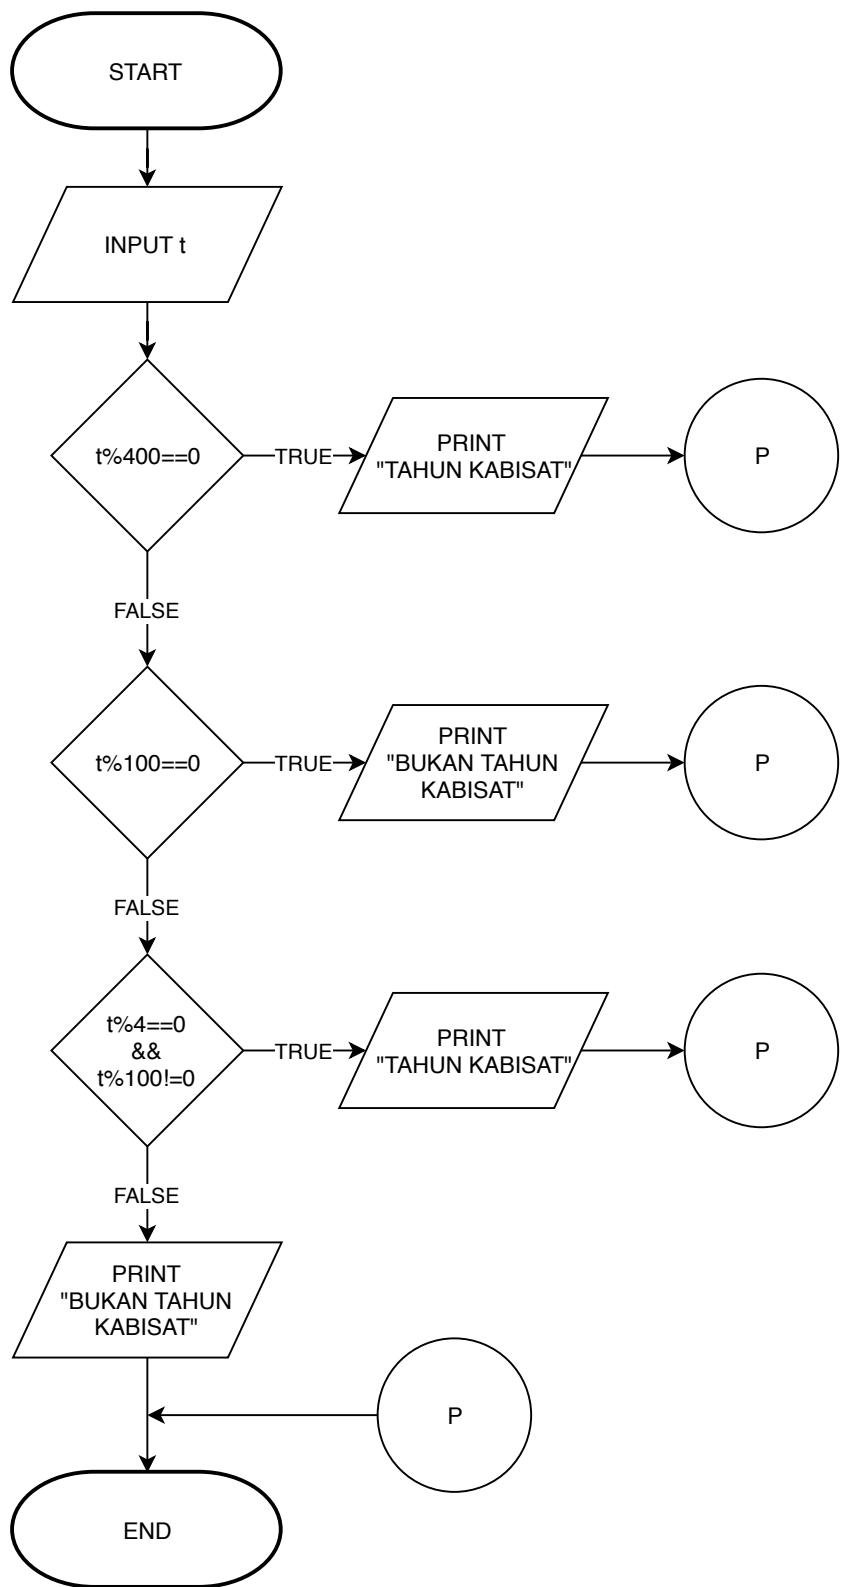 START
INPUT t
t%400==0
TRUE
PRINT
"TAHUN KABISAT"
P
FALSE
t%100==0
TRUE
PRINT
"BUKAN TAHUN
KABISAT"
P
FALSE
t%4==0
&&
t%100!=0
TRUE
PRINT
"TAHUN KABISAT"
P
FALSE
PRINT
"BUKAN TAHUN
KABISAT"
P
END